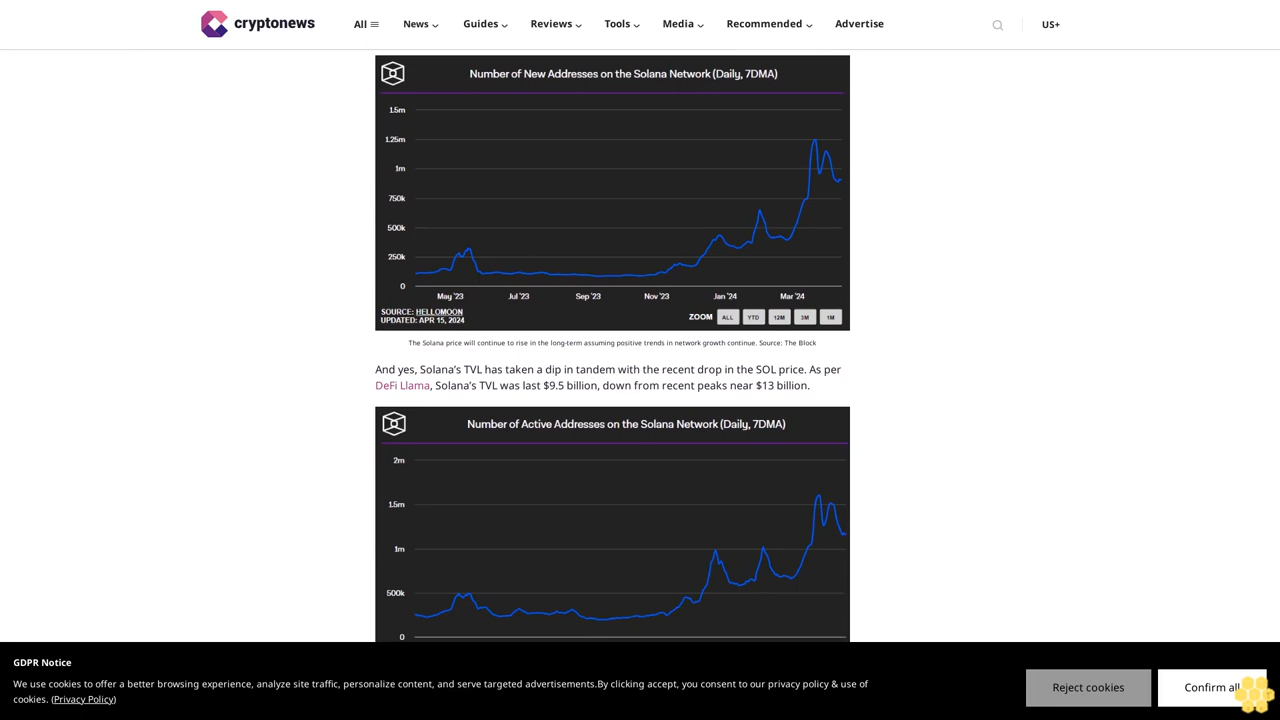 cryptonews
All
News
Guides
Reviews
Tools
Media
Recommended
Advertise
US+
Number of New Addresses on the Solana Network (Daily, 7DMA)
1.5m
1.25m
1m
750k
500k
250k
0
May '23
Jul '23
Sep '23
Nov '23
Jan '24
Mar '24
SOURCE: HELLOMOON
UPDATED: APR 15, 2024
ZOOM
ALL
YTD
12M
3M
1M
The Solana price will continue to rise in the long-term assuming positive trends in network growth continue. Source: The Block
And yes, Solana’s TVL has taken a dip in tandem with the recent drop in the SOL price. As per
DeFi Llama, Solana’s TVL was last $9.5 billion, down from recent peaks near $13 billion.
Number of Active Addresses on the Solana Network (Daily, 7DMA)
2m
1.5m
1m
500k
0
GDPR Notice
We use cookies to offer a better browsing experience, analyze site traffic, personalize content, and serve targeted advertisements.By clicking accept, you consent to our privacy policy & use of
cookies. (Privacy Policy)
Reject cookies
Confirm all